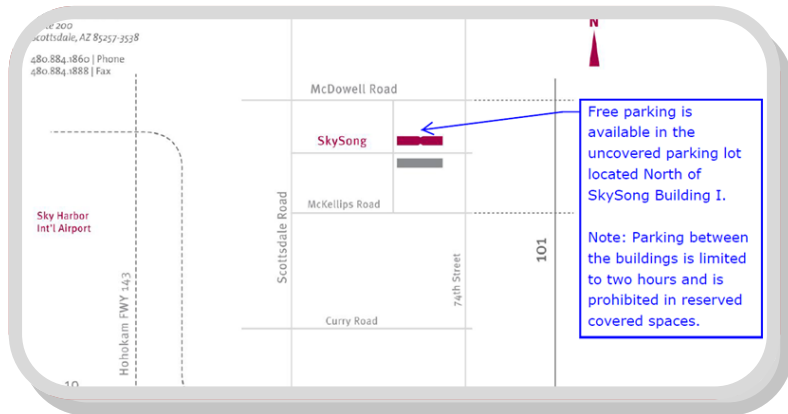 200
Scottsdale, AZ 85257-3538
480.884.1860 | Phone
480.884.1888 | Fax
N
McDowell Road
SkySong
McKellips Road
Scottsdale Road
74th Street
Curry Road
101
Sky Harbor
Int'l Airport
Hohokam FWY 143
10
Free parking is
available in the
uncovered parking lot
located North of
SkySong Building I.
Note: Parking between
the buildings is limited
to two hours and is
prohibited in reserved
covered spaces.